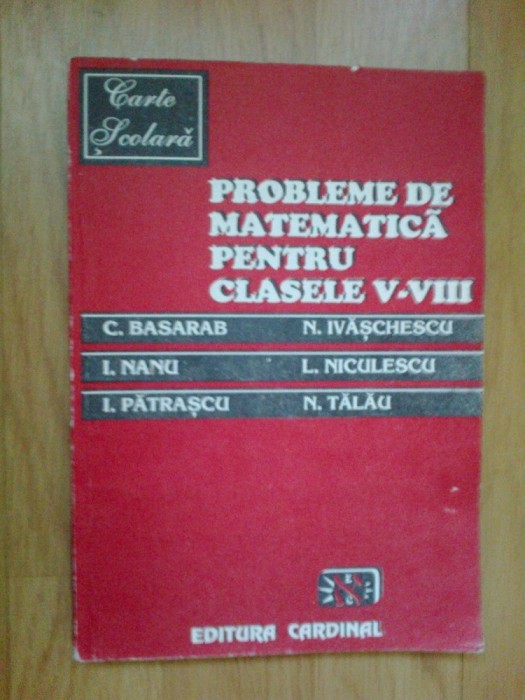 Carte
Școlară
PROBLEME DE
MATEMATICĂ
PENTRU
CLASELE V-VIII
C. BASARAB N. IVĂȘCHESCU
I. NANU L. NICULESCU
I. PĂTRAȘCU N. TĂLĂU
EDITURA CARDINAL